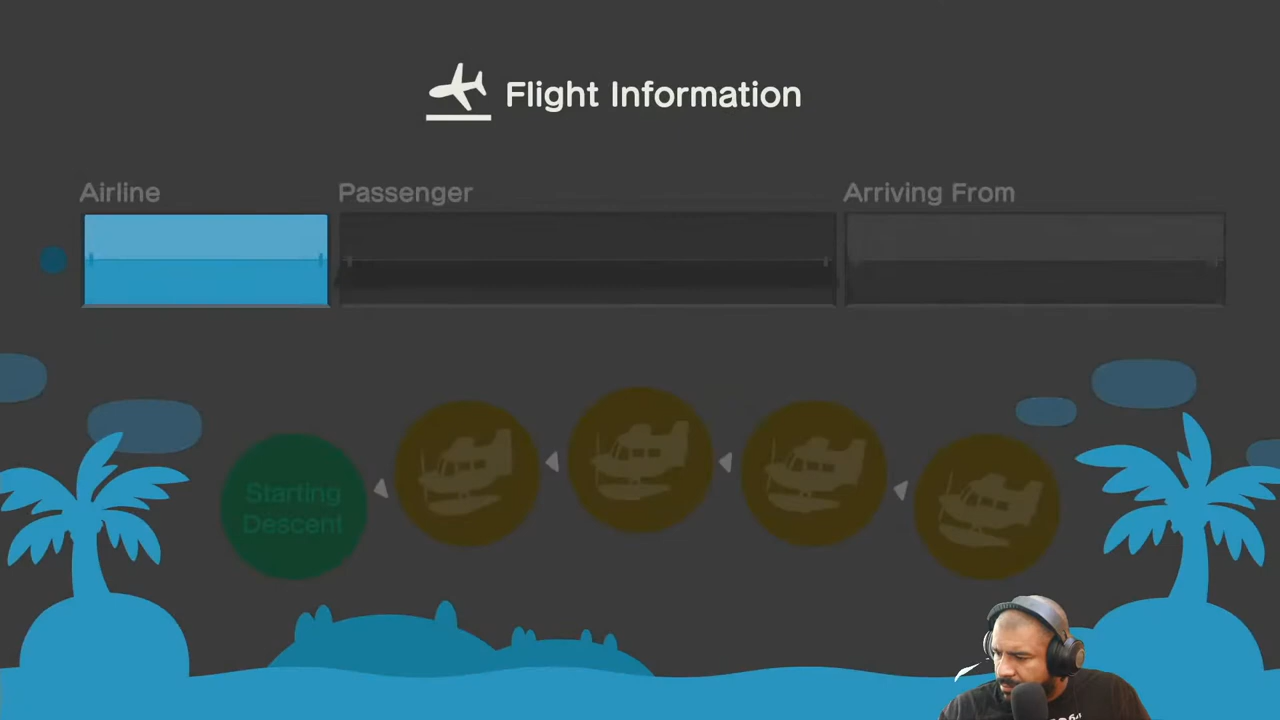 Flight Information
Airline
Passenger
Arriving From
Starting
Descent